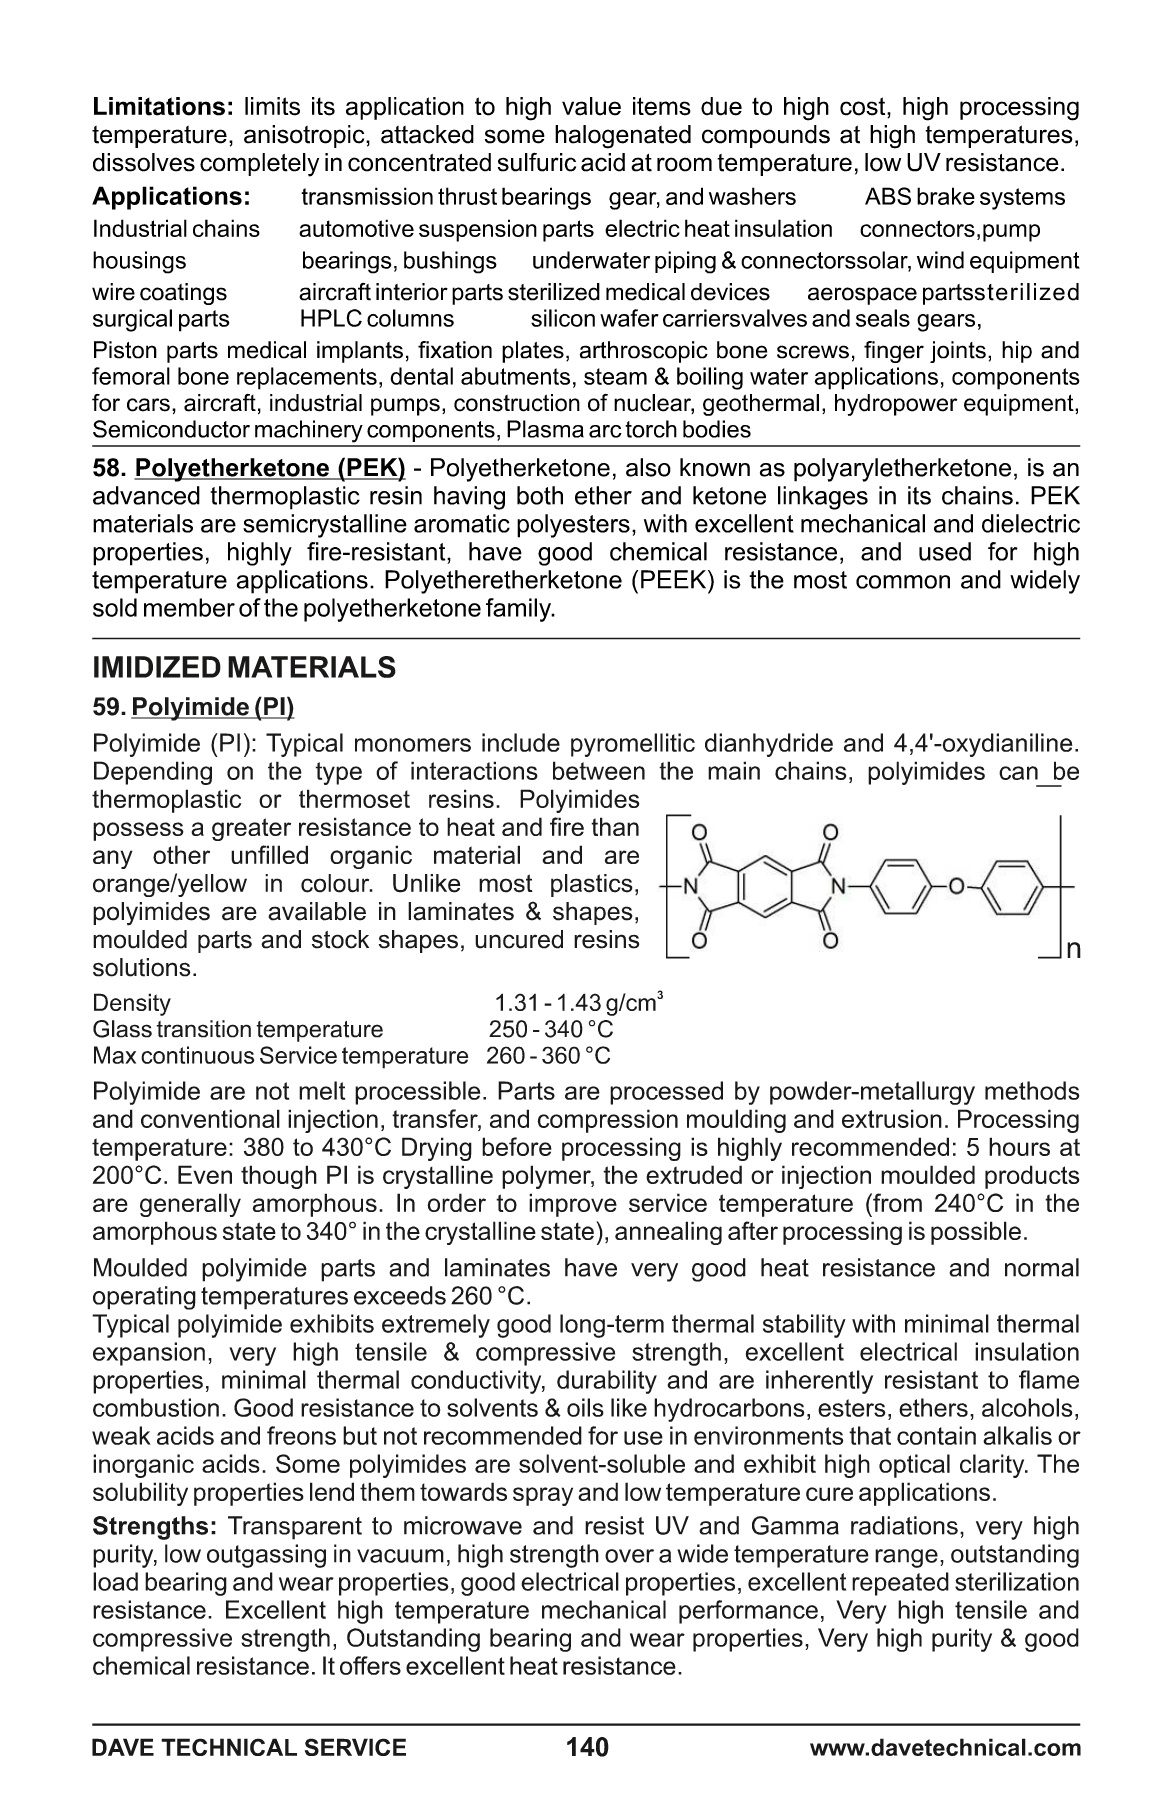 Limitations: limits its application to high value items due to high cost, high processing
temperature, anisotropic, attacked some halogenated compounds at high temperatures,
dissolves completely in concentrated sulfuric acid at room temperature, low UV resistance.
Applications: transmission thrust bearings gear, and washers ABS brake systems
Industrial chains automotive suspension parts electric heat insulation connectors,pump
housings bearings, bushings underwater piping & connectorssolar, wind equipment
wire coatings aircraft interior parts sterilized medical devices aerospace partssterilized
surgical parts HPLC columns silicon wafer carriersvalves and seals gears,
Piston parts medical implants, fixation plates, arthroscopic bone screws, finger joints, hip and
femoral bone replacements, dental abutments, steam & boiling water applications, components
for cars, aircraft, industrial pumps, construction of nuclear, geothermal, hydropower equipment,
Semiconductor machinery components, Plasma arc torch bodies
58. Polyetherketone (PEK) - Polyetherketone, also known as polyaryletherketone, is an
advanced thermoplastic resin having both ether and ketone linkages in its chains. PEK
materials are semicrystalline aromatic polyesters, with excellent mechanical and dielectric
properties, highly fire-resistant, have good chemical resistance, and used for high
temperature applications. Polyetheretherketone (PEEK) is the most common and widely
sold member of the polyetherketone family.
IMIDIZED MATERIALS
59. Polyimide (PI)
Polyimide (PI): Typical monomers include pyromellitic dianhydride and 4,4'-oxydianiline.
Depending on the type of interactions between the main chains, polyimides can be
thermoplastic or thermoset resins. Polyimides
possess a greater resistance to heat and fire than
any other unfilled organic material and are
orange/yellow in colour. Unlike most plastics,
polyimides are available in laminates & shapes,
moulded parts and stock shapes, uncured resins
solutions.
O O
N N O
O O
n
Density 1.31 - 1.43 g/cm³
Glass transition temperature 250 - 340 °C
Max continuous Service temperature 260 - 360 °C
Polyimide are not melt processible. Parts are processed by powder-metallurgy methods
and conventional injection, transfer, and compression moulding and extrusion. Processing
temperature: 380 to 430°C Drying before processing is highly recommended: 5 hours at
200°C. Even though PI is crystalline polymer, the extruded or injection moulded products
are generally amorphous. In order to improve service temperature (from 240°C in the
amorphous state to 340° in the crystalline state), annealing after processing is possible.
Moulded polyimide parts and laminates have very good heat resistance and normal
operating temperatures exceeds 260 °C.
Typical polyimide exhibits extremely good long-term thermal stability with minimal thermal
expansion, very high tensile & compressive strength, excellent electrical insulation
properties, minimal thermal conductivity, durability and are inherently resistant to flame
combustion. Good resistance to solvents & oils like hydrocarbons, esters, ethers, alcohols,
weak acids and freons but not recommended for use in environments that contain alkalis or
inorganic acids. Some polyimides are solvent-soluble and exhibit high optical clarity. The
solubility properties lend them towards spray and low temperature cure applications.
Strengths: Transparent to microwave and resist UV and Gamma radiations, very high
purity, low outgassing in vacuum, high strength over a wide temperature range, outstanding
load bearing and wear properties, good electrical properties, excellent repeated sterilization
resistance. Excellent high temperature mechanical performance, Very high tensile and
compressive strength, Outstanding bearing and wear properties, Very high purity & good
chemical resistance. It offers excellent heat resistance.
DAVE TECHNICAL SERVICE 140 www.davetechnical.com